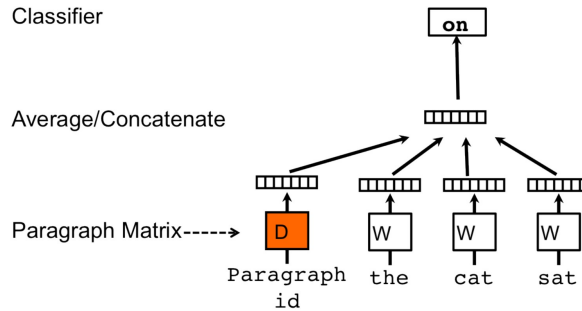 Classifier
on
Average/Concatenate
Paragraph Matrix
D
W
W
W
Paragraph
id
the
cat
sat